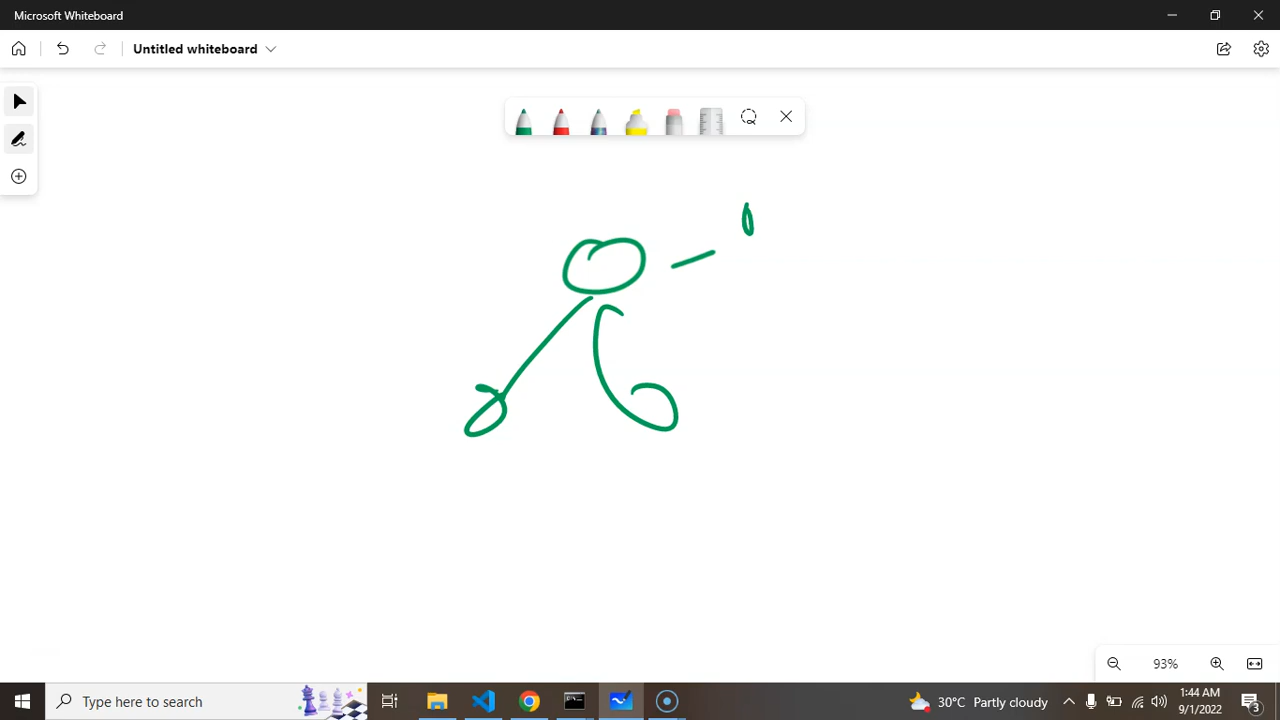 Microsoft Whiteboard
Untitled whiteboard
93%
Type here to search
30°C Partly cloudy
1:44 AM
9/1/2022
3